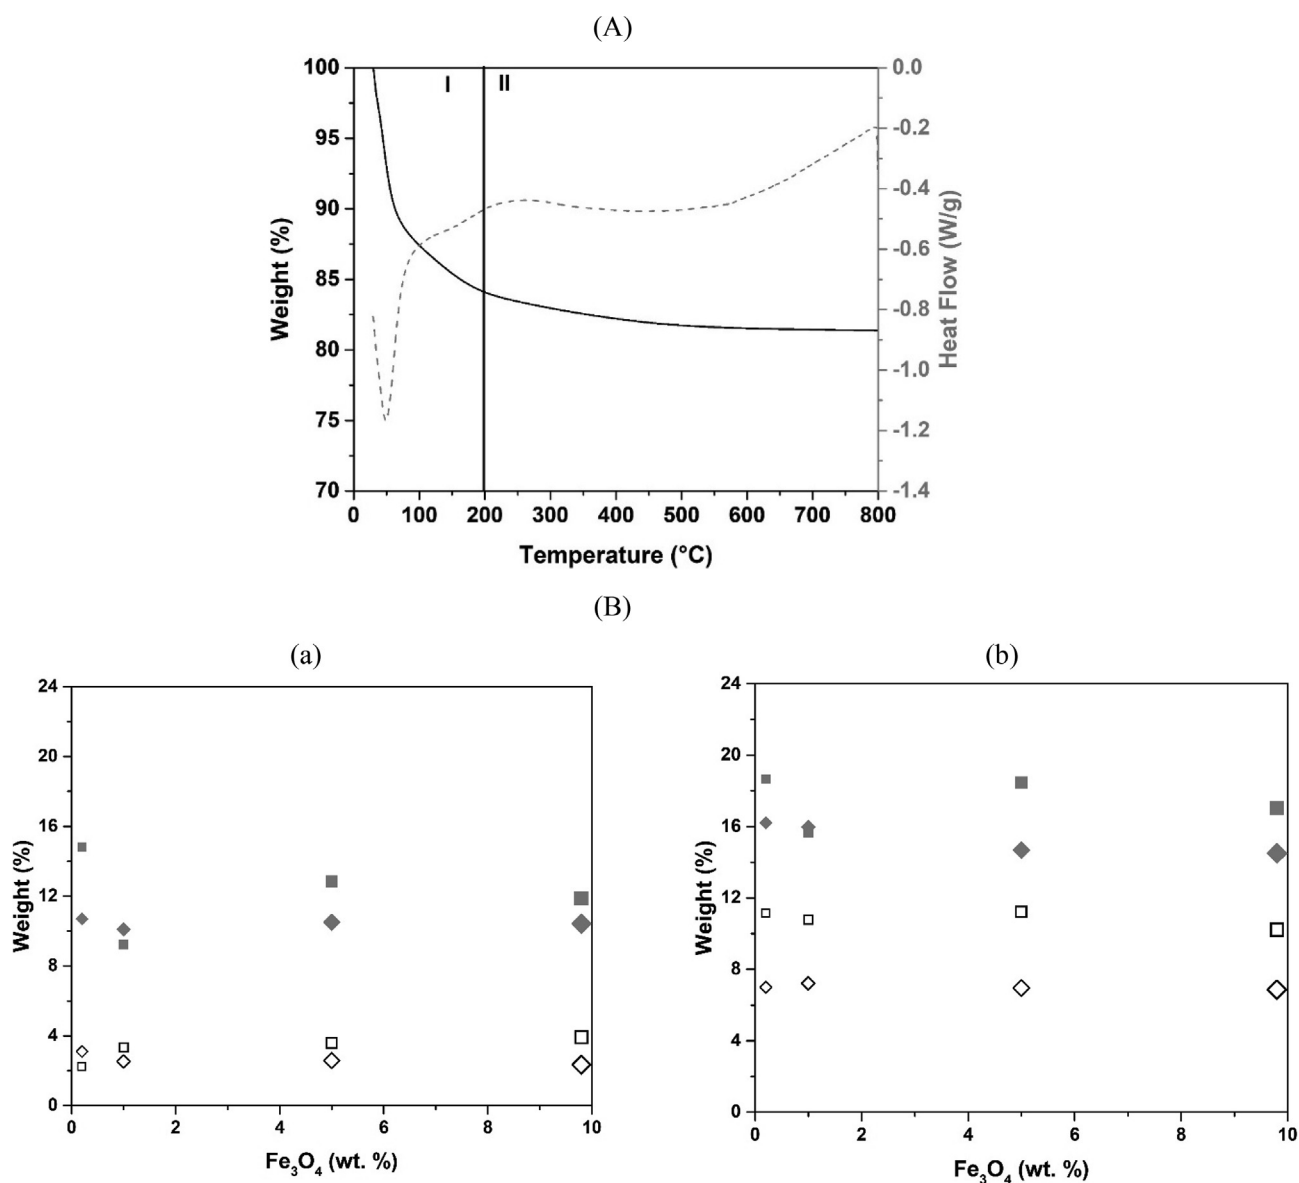 (A)
I II
100
95
90
85
80
75
70
Weight (%)
0.0
-0.2
-0.4
-0.6
-0.8
-1.0
-1.2
-1.4
Heat Flow (W/g)
0 100 200 300 400 500 600 700 800
Temperature (°C)
(B)
(a)
24
20
16
12
8
4
0
Weight (%)
0 2 4 6 8 10
Fe₃O₄ (wt. %)
(b)
24
20
16
12
8
4
0
Weight (%)
0 2 4 6 8 10
Fe₃O₄ (wt. %)